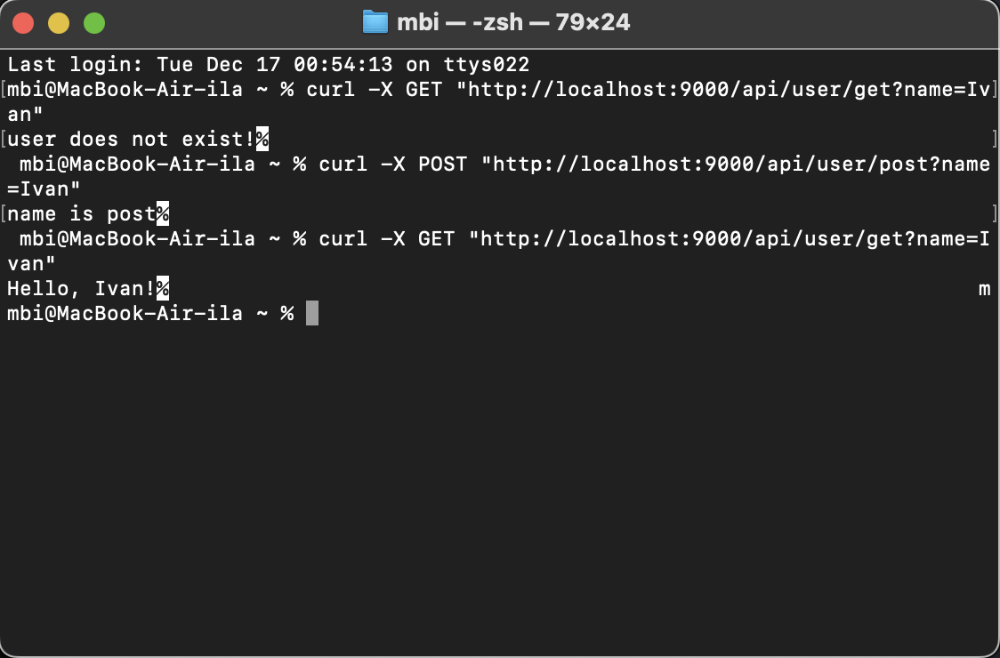 mbi — -zsh — 79×24
Last login: Tue Dec 17 00:54:13 on ttys022
[mbi@MacBook-Air-ila ~ % curl -X GET "http://localhost:9000/api/user/get?name=Iv]
an"
[user does not exist!% ]
 mbi@MacBook-Air-ila ~ % curl -X POST "http://localhost:9000/api/user/post?name
=Ivan"
[name is post% ]
 mbi@MacBook-Air-ila ~ % curl -X GET "http://localhost:9000/api/user/get?name=I
van"
Hello, Ivan!% m
mbi@MacBook-Air-ila ~ %